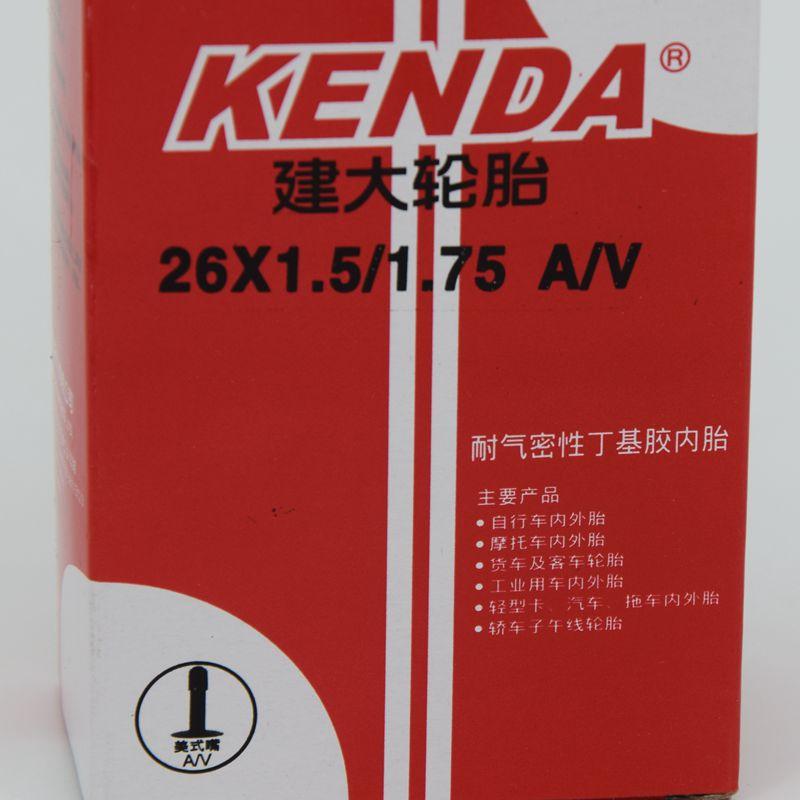 KENDA®
建大轮胎
26X1.5/1.75 A/V
耐气密性丁基胶内胎
主要产品
• 自行车内外胎
• 摩托车内外胎
• 货车及客车轮胎
• 工业用车内外胎
• 轻型卡、汽车、拖车内外胎
• 轿车子午线轮胎
美式嘴
A/V